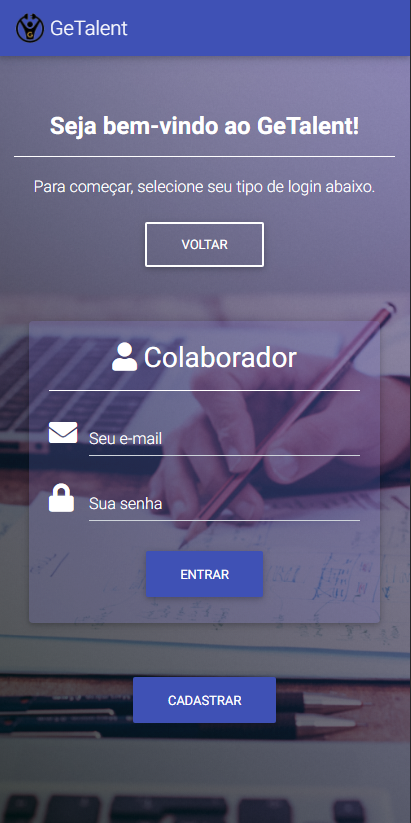 GeTalent
Seja bem-vindo ao GeTalent!
Para começar, selecione seu tipo de login abaixo.
VOLTAR
Colaborador
Seu e-mail
Sua senha
ENTRAR
CADASTRAR